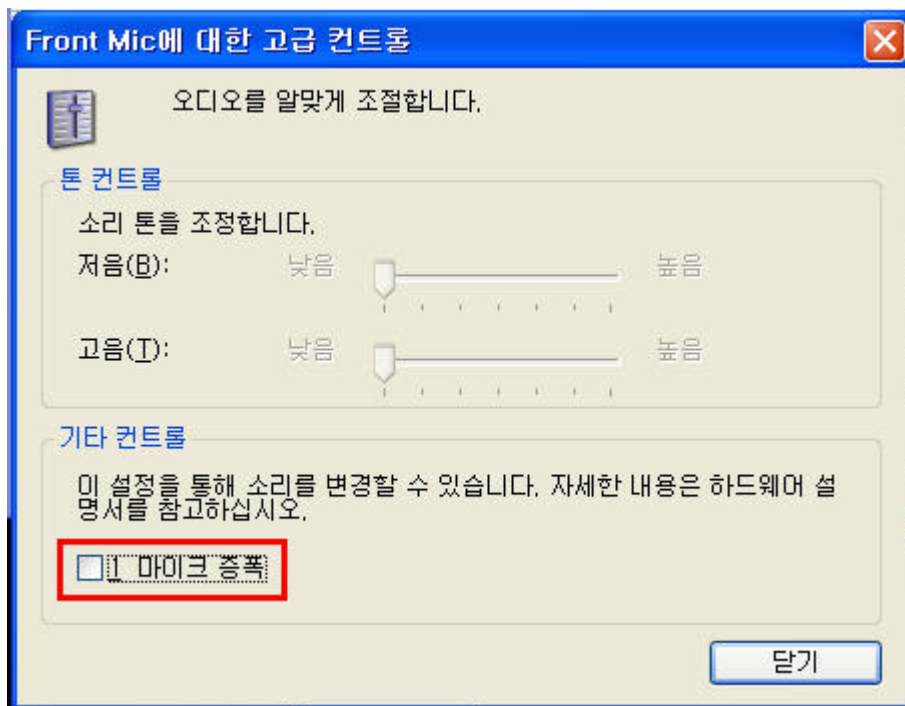 Front Mic에 대한 고급 컨트롤
오디오를 알맞게 조절합니다.
톤 컨트롤
소리 톤을 조정합니다.
저음(B): 낮음 높음
고음(T): 낮음 높음
기타 컨트롤
이 설정을 통해 소리를 변경할 수 있습니다. 자세한 내용은 하드웨어 설
명서를 참고하십시오.
1 마이크 증폭
닫기